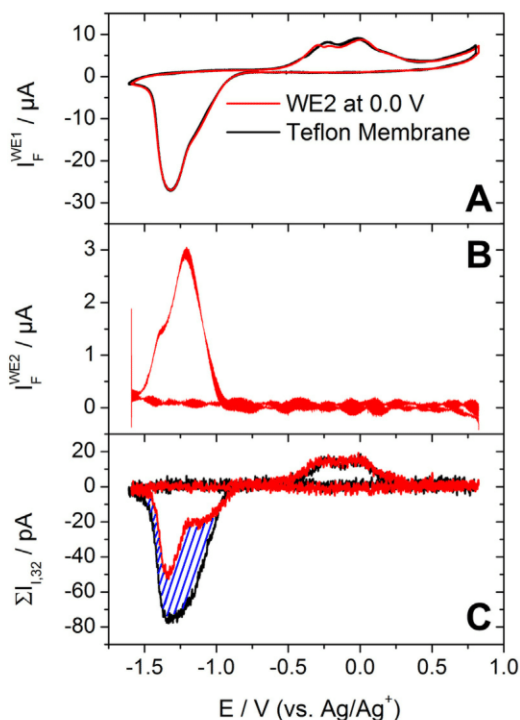 10
0
-10
-20
-30
I_F^WE1 / µA
WE2 at 0.0 V
Teflon Membrane
A
3
2
1
0
I_F^WE2 / µA
B
20
0
-20
-40
-60
-80
ΣI_I,32 / pA
C
-1.5 -1.0 -0.5 0.0 0.5 1.0
E / V (vs. Ag/Ag⁺)